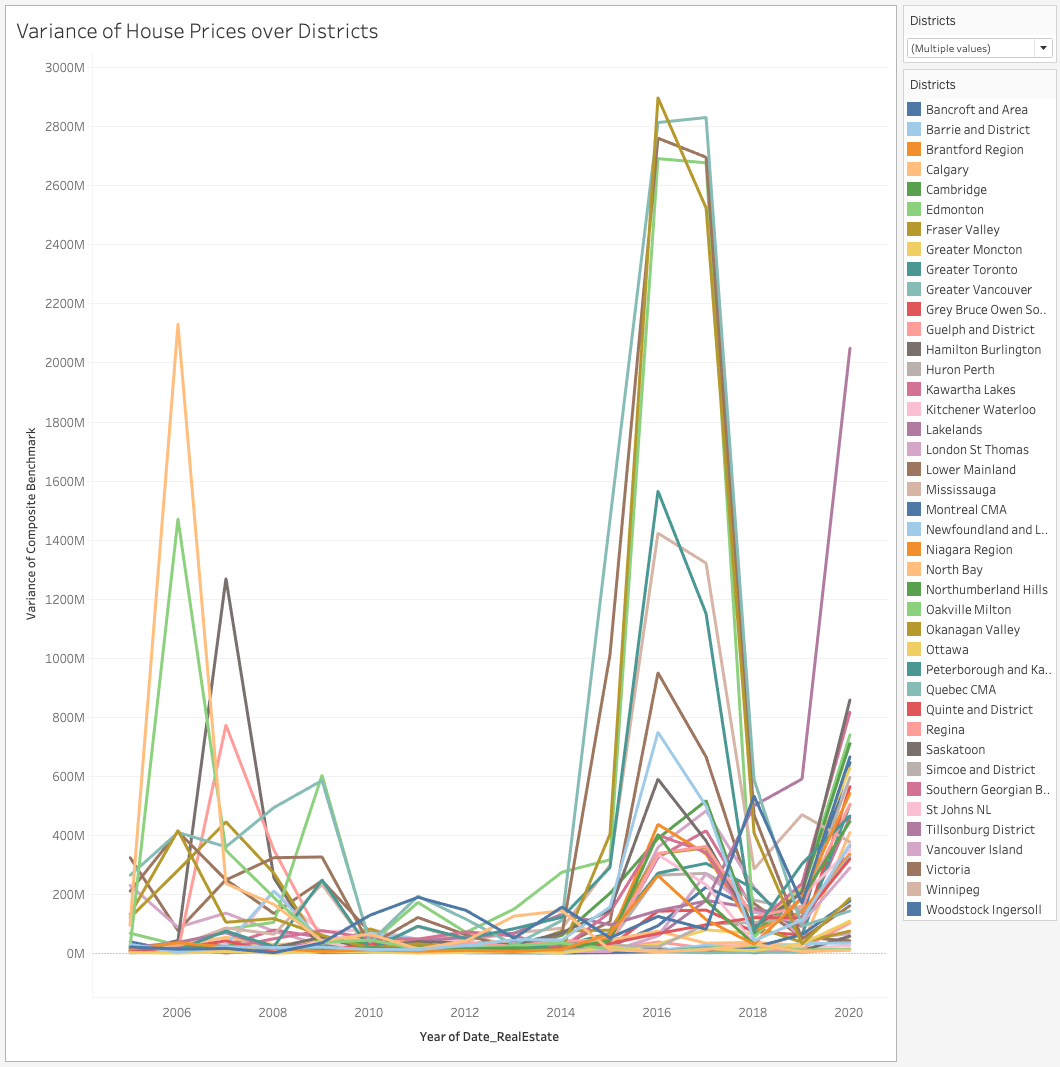 Variance of House Prices over Districts
3000M
2800M
2600M
2400M
2200M
2000M
1800M
1600M
1400M
1200M
1000M
800M
600M
400M
200M
0M
Variance of Composite Benchmark
2006
2008
2010
2012
2014
2016
2018
2020
Year of Date_RealEstate
Districts
(Multiple values)
Districts
Bancroft and Area
Barrie and District
Brantford Region
Calgary
Cambridge
Edmonton
Fraser Valley
Greater Moncton
Greater Toronto
Greater Vancouver
Grey Bruce Owen So..
Guelph and District
Hamilton Burlington
Huron Perth
Kawartha Lakes
Kitchener Waterloo
Lakelands
London St Thomas
Lower Mainland
Mississauga
Montreal CMA
Newfoundland and L..
Niagara Region
North Bay
Northumberland Hills
Oakville Milton
Okanagan Valley
Ottawa
Peterborough and Ka..
Quebec CMA
Quinte and District
Regina
Saskatoon
Simcoe and District
Southern Georgian B..
St Johns NL
Tillsonburg District
Vancouver Island
Victoria
Winnipeg
Woodstock Ingersoll